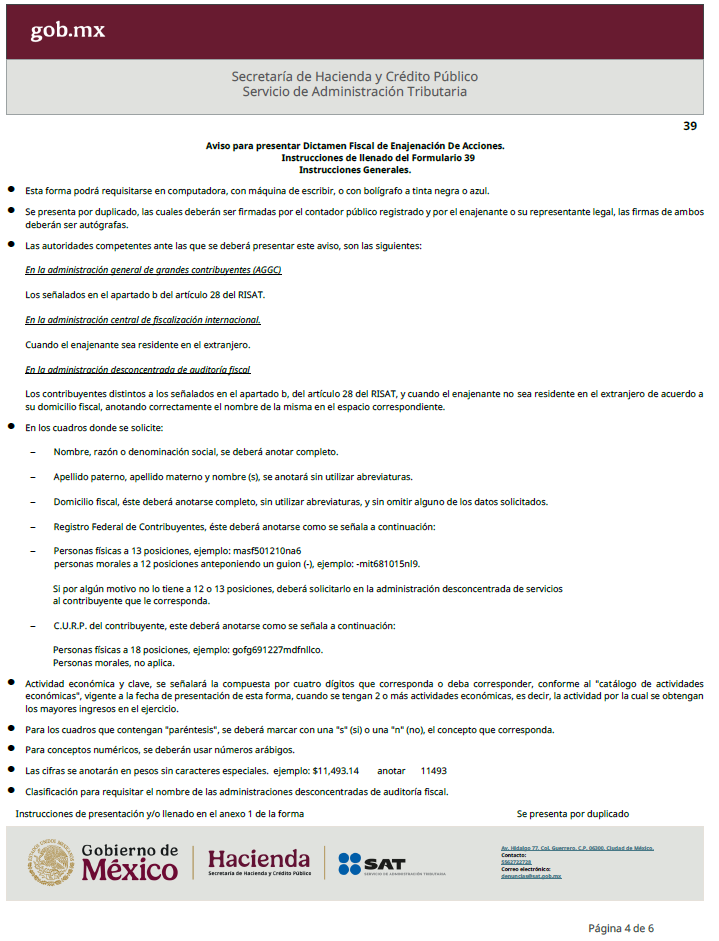 gob.mx
Secretaría de Hacienda y Crédito Público
Servicio de Administración Tributaria
39
Aviso para presentar Dictamen Fiscal de Enajenación De Acciones.
Instrucciones de llenado del Formulario 39
Instrucciones Generales.
● Esta forma podrá requisitarse en computadora, con máquina de escribir, o con bolígrafo a tinta negra o azul.
● Se presenta por duplicado, las cuales deberán ser firmadas por el contador público registrado y por el enajenante o su representante legal, las firmas de ambos
deberán ser autógrafas.
● Las autoridades competentes ante las que se deberá presentar este aviso, son las siguientes:
En la administración general de grandes contribuyentes (AGGC)
Los señalados en el apartado b del artículo 28 del RISAT.
En la administración central de fiscalización internacional.
Cuando el enajenante sea residente en el extranjero.
En la administración desconcentrada de auditoría fiscal
Los contribuyentes distintos a los señalados en el apartado b, del artículo 28 del RISAT, y cuando el enajenante no sea residente en el extranjero de acuerdo a
su domicilio fiscal, anotando correctamente el nombre de la misma en el espacio correspondiente.
● En los cuadros donde se solicite:
– Nombre, razón o denominación social, se deberá anotar completo.
– Apellido paterno, apellido materno y nombre (s), se anotará sin utilizar abreviaturas.
– Domicilio fiscal, éste deberá anotarse completo, sin utilizar abreviaturas, y sin omitir alguno de los datos solicitados.
– Registro Federal de Contribuyentes, éste deberá anotarse como se señala a continuación:
– Personas físicas a 13 posiciones, ejemplo: masf501210na6
personas morales a 12 posiciones anteponiendo un guion (-), ejemplo: -mit681015nl9.
Si por algún motivo no lo tiene a 12 o 13 posiciones, deberá solicitarlo en la administración desconcentrada de servicios
al contribuyente que le corresponda.
– C.U.R.P. del contribuyente, este deberá anotarse como se señala a continuación:
Personas físicas a 18 posiciones, ejemplo: gofg691227mdfnllco.
Personas morales, no aplica.
● Actividad económica y clave, se señalará la compuesta por cuatro dígitos que corresponda o deba corresponder, conforme al "catálogo de actividades
económicas", vigente a la fecha de presentación de esta forma, cuando se tengan 2 o más actividades económicas, es decir, la actividad por la cual se obtengan
los mayores ingresos en el ejercicio.
● Para los cuadros que contengan "paréntesis", se deberá marcar con una "s" (si) o una "n" (no), el concepto que corresponda.
● Para conceptos numéricos, se deberán usar números arábigos.
● Las cifras se anotarán en pesos sin caracteres especiales. ejemplo: $11,493.14 anotar 11493
● Clasificación para requisitar el nombre de las administraciones desconcentradas de auditoría fiscal.
Instrucciones de presentación y/o llenado en el anexo 1 de la forma Se presenta por duplicado
Gobierno de
México
Hacienda
Secretaría de Hacienda y Crédito Público
SAT
SERVICIO DE ADMINISTRACIÓN TRIBUTARIA
Av. Hidalgo 77, Col. Guerrero, C.P. 06300, Ciudad de México.
Contacto:
5562722728
Correo electrónico:
denuncias@sat.gob.mx
Página 4 de 6